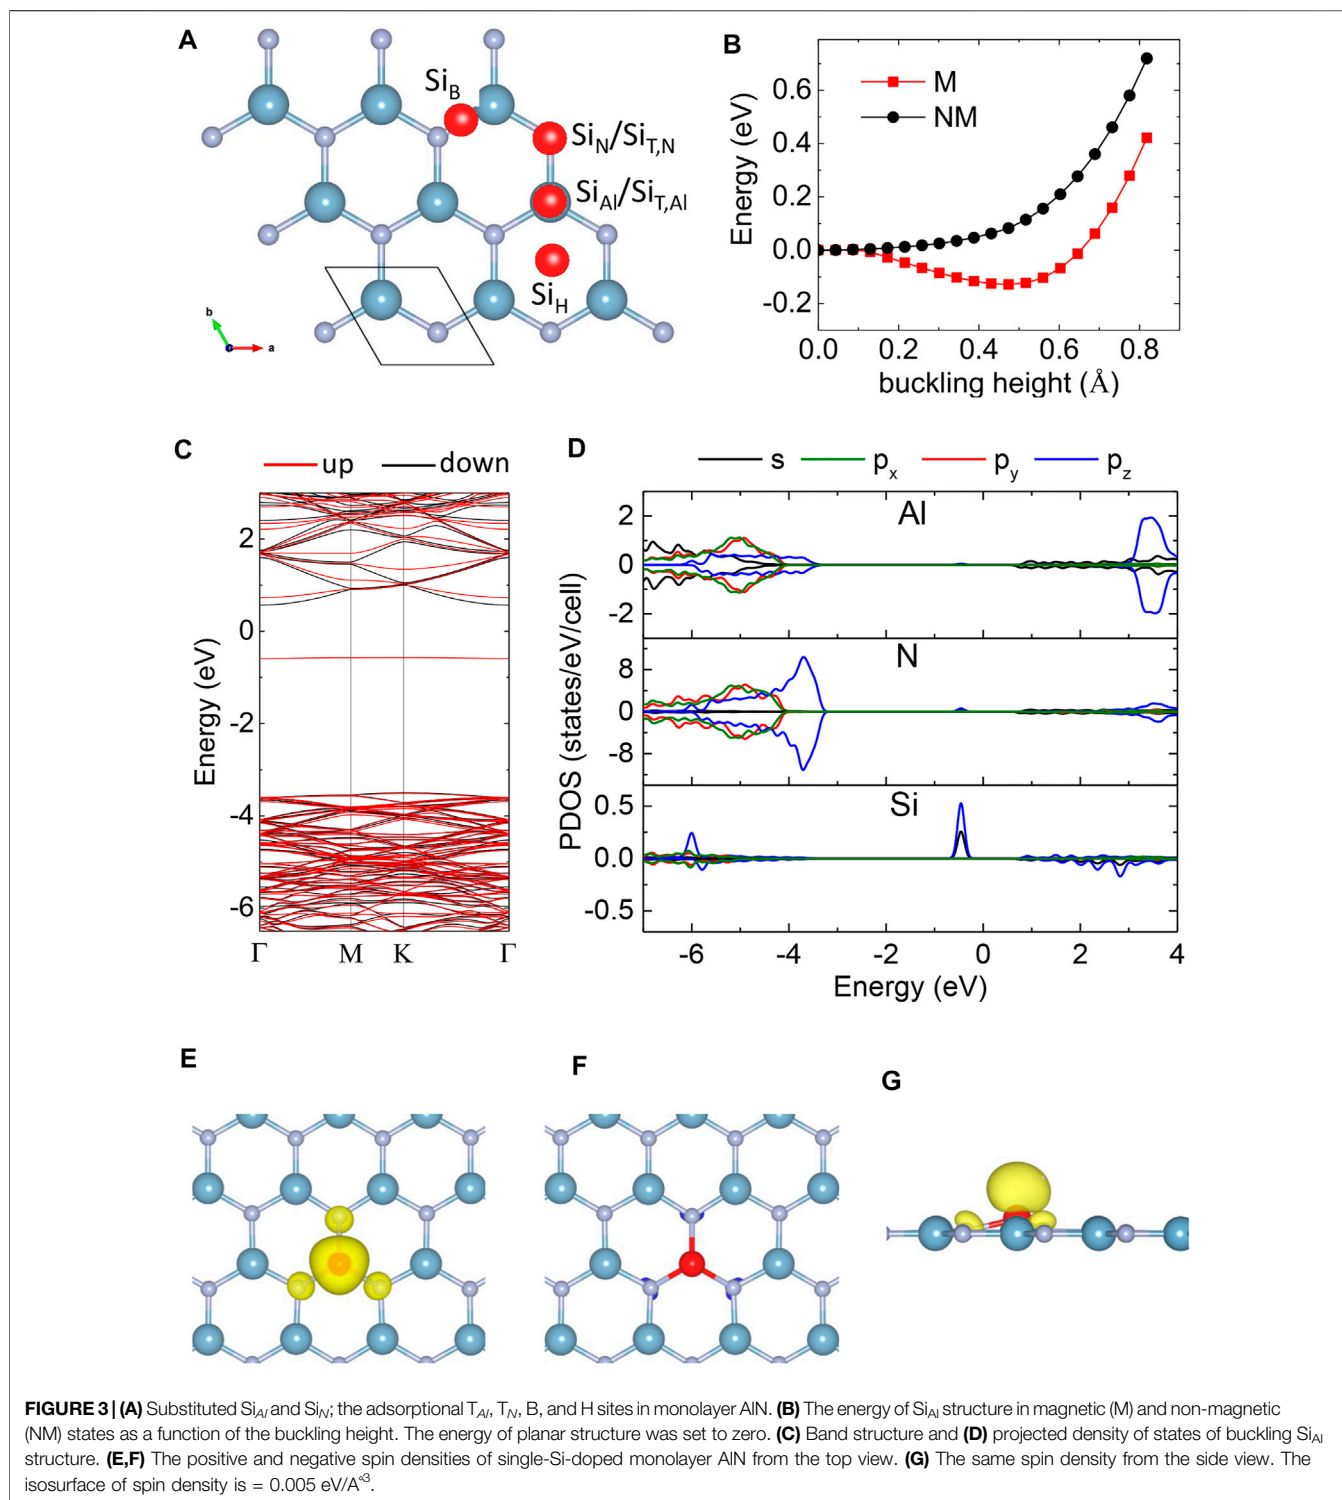 A
Si_B
Si_N/Si_T,N
Si_Al/Si_T,Al
Si_H
b
a
B
M
NM
Energy (eV)
0.6
0.4
0.2
0.0
-0.2
0.0 0.2 0.4 0.6 0.8
buckling height (Å)
C
up down
Energy (eV)
2
0
-2
-4
-6
Γ M K Γ
D
s p_x p_y p_z
PDOS (states/eV/cell)
Al
2
0
-2
N
8
0
-8
Si
0.5
0.0
-0.5
-6 -4 -2 0 2 4
Energy (eV)
E
F
G
FIGURE 3 | (A) Substituted Si_Al and Si_N; the adsorptional T_Al, T_N, B, and H sites in monolayer AlN. (B) The energy of Si_Al structure in magnetic (M) and non-magnetic
(NM) states as a function of the buckling height. The energy of planar structure was set to zero. (C) Band structure and (D) projected density of states of buckling Si_Al
structure. (E,F) The positive and negative spin densities of single-Si-doped monolayer AlN from the top view. (G) The same spin density from the side view. The
isosurface of spin density is = 0.005 eV/A°³.